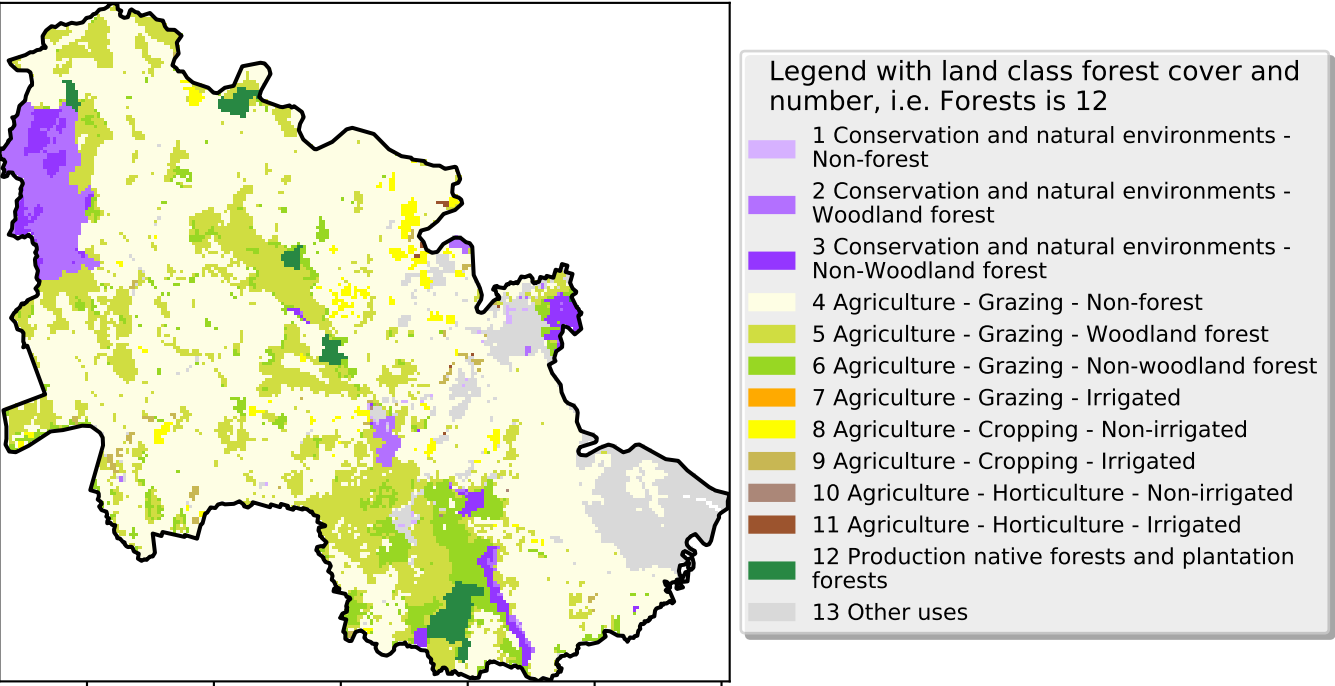 Legend with land class forest cover and
number, i.e. Forests is 12
1 Conservation and natural environments -
Non-forest
2 Conservation and natural environments -
Woodland forest
3 Conservation and natural environments -
Non-Woodland forest
4 Agriculture - Grazing - Non-forest
5 Agriculture - Grazing - Woodland forest
6 Agriculture - Grazing - Non-woodland forest
7 Agriculture - Grazing - Irrigated
8 Agriculture - Cropping - Non-irrigated
9 Agriculture - Cropping - Irrigated
10 Agriculture - Horticulture - Non-irrigated
11 Agriculture - Horticulture - Irrigated
12 Production native forests and plantation
forests
13 Other uses